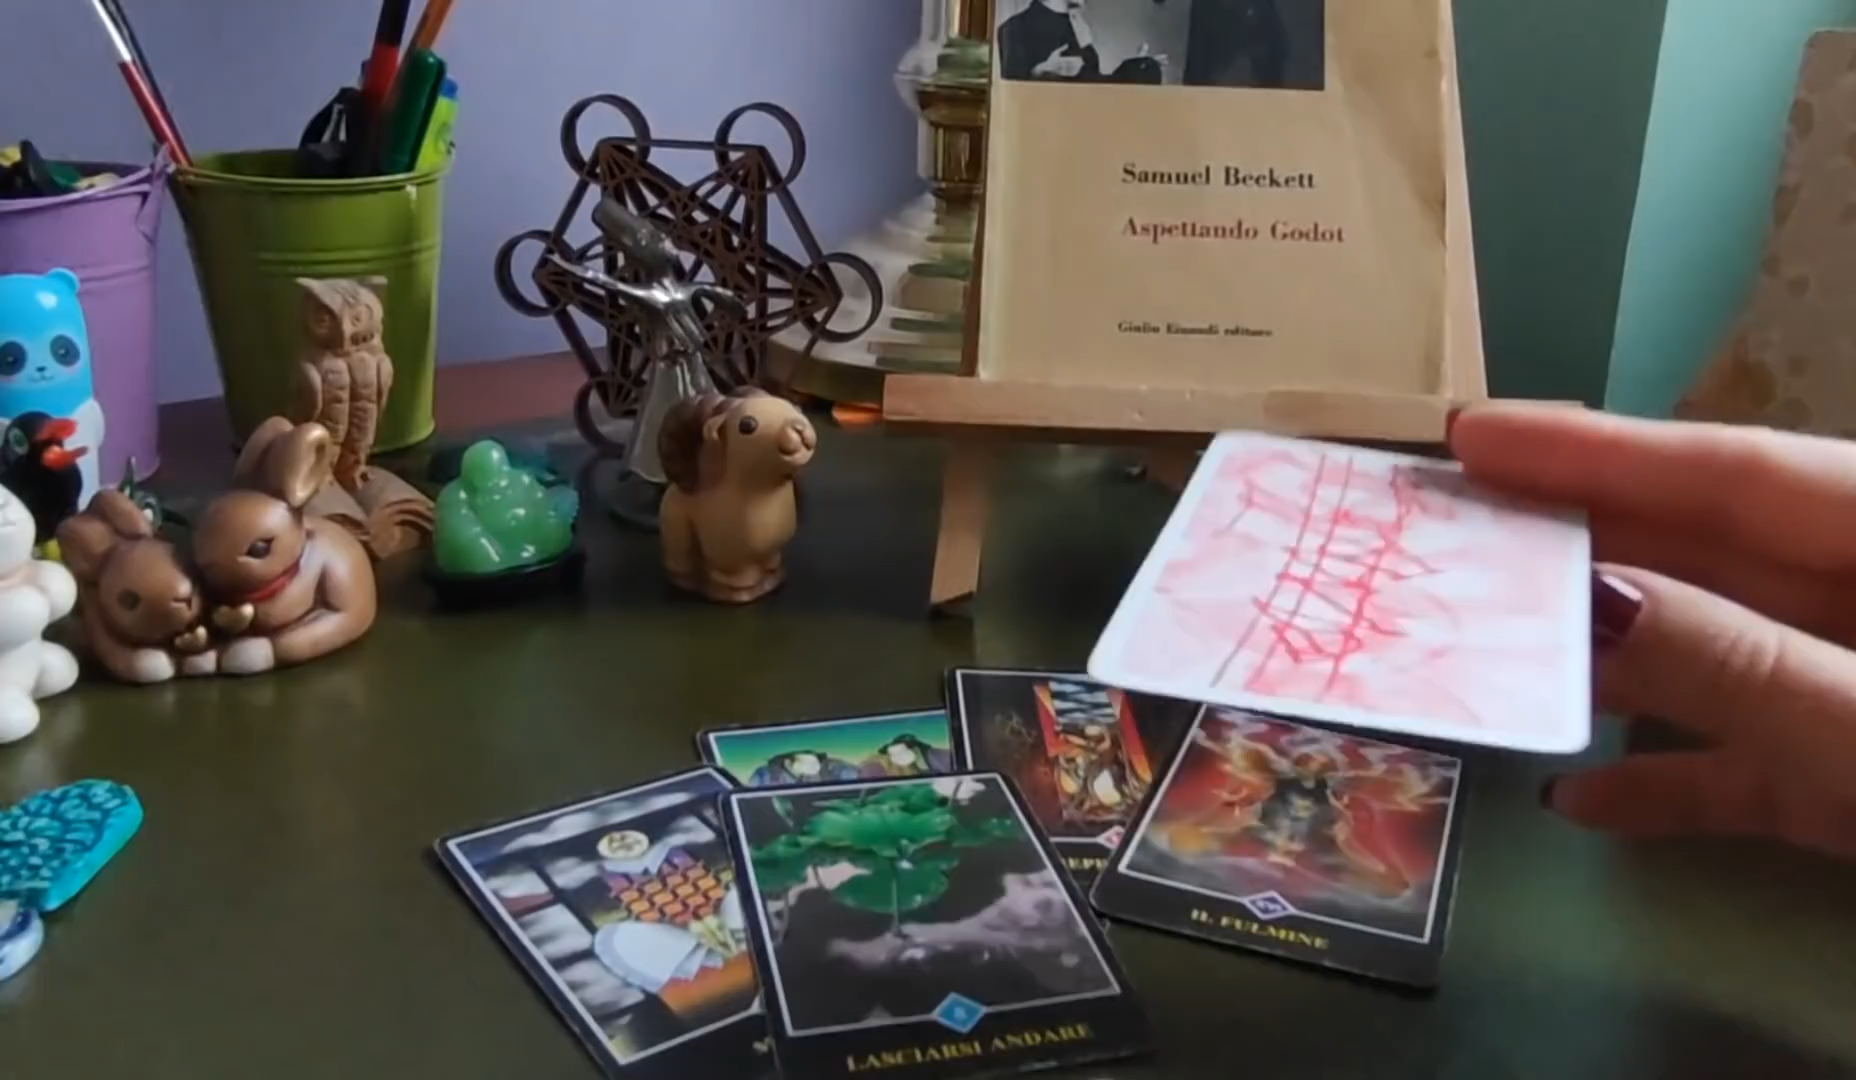 Samuel Beckett
Aspettando Godot
Giulio Einaudi editore
IL FULMINE
LASCIARSI ANDARE